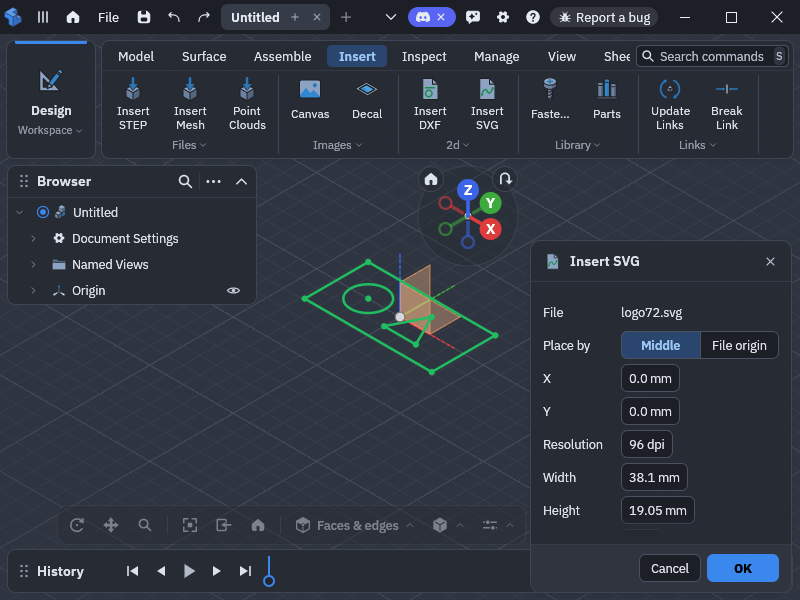 File
Untitled
Report a bug
Design
Workspace
Model
Surface
Assemble
Insert
Inspect
Manage
View
Shee
Search commands
S
Insert
STEP
Insert
Mesh
Point
Clouds
Files
Canvas
Decal
Images
Insert
DXF
Insert
SVG
2d
Faste...
Parts
Library
Update
Links
Break
Link
Links
Browser
Untitled
Document Settings
Named Views
Origin
Z
Y
X
Insert SVG
File logo72.svg
Place by Middle File origin
X 0.0 mm
Y 0.0 mm
Resolution 96 dpi
Width 38.1 mm
Height 19.05 mm
Cancel OK
Faces & edges
History